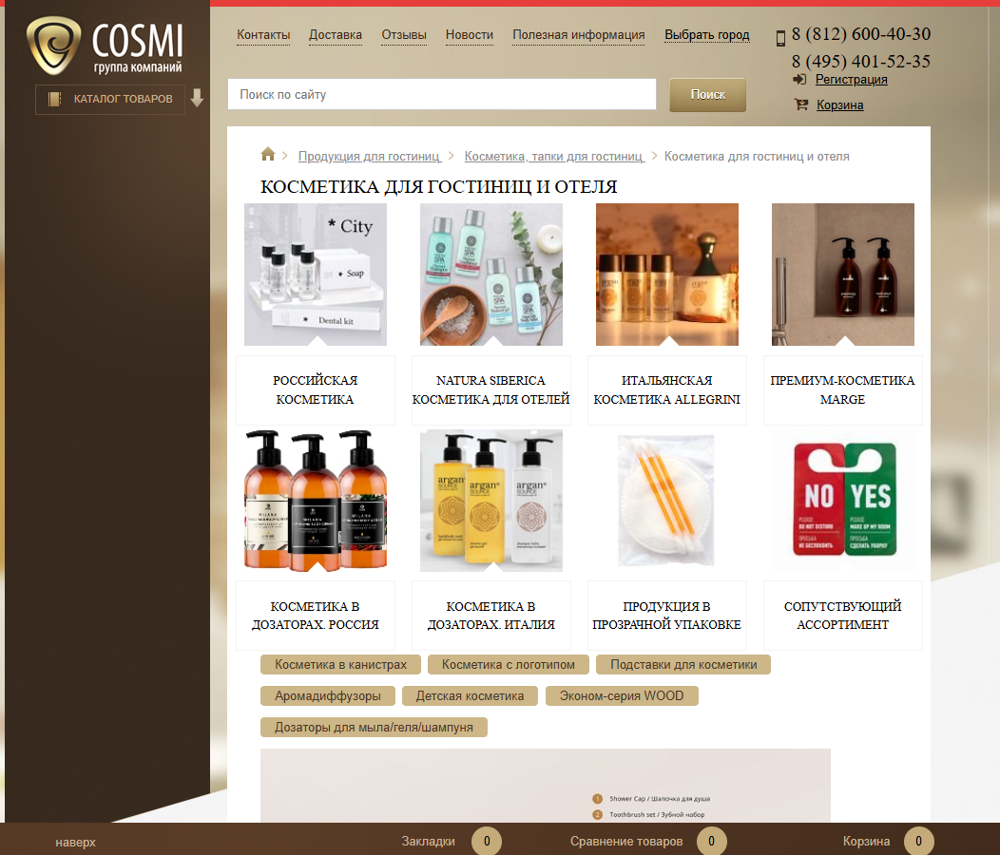 COSMI
группа компаний
КАТАЛОГ ТОВАРОВ
Контакты Доставка Отзывы Новости Полезная информация Выбрать город
8 (812) 600-40-30
8 (495) 401-52-35
Регистрация
Корзина
Поиск по сайту
Поиск
Продукция для гостиниц Косметика, тапки для гостиниц Косметика для гостиниц и отеля
КОСМЕТИКА ДЛЯ ГОСТИНИЦ И ОТЕЛЯ
* City
* Soap
Dental kit
SPA
SPA
argan
РОССИЙСКАЯ
КОСМЕТИКА
NATURA SIBERICA
КОСМЕТИКА ДЛЯ ОТЕЛЕЙ
ИТАЛЬЯНСКАЯ
КОСМЕТИКА ALLEGRINI
ПРЕМИУМ-КОСМЕТИКА
MARGE
MILANA
MILANA
MILANA
argan
SOURCE
argan
SOURCE
argan
SOURCE
NO
PLEASE
DO NOT DISTURB
ПРОСЬБА
НЕ БЕСПОКОИТЬ
YES
PLEASE
MAKE UP MY ROOM
ПРОСЬБА
СДЕЛАТЬ УБОРКУ
КОСМЕТИКА В
ДОЗАТОРАХ. РОССИЯ
КОСМЕТИКА В
ДОЗАТОРАХ. ИТАЛИЯ
ПРОДУКЦИЯ В
ПРОЗРАЧНОЙ УПАКОВКЕ
СОПУТСТВУЮЩИЙ
АССОРТИМЕНТ
Косметика в канистрах Косметика с логотипом Подставки для косметики
Аромадиффузоры Детская косметика Эконом-серия WOOD
Дозаторы для мыла/геля/шампуня
1 Shower Cap / Шапочка для душа
2 Toothbrush set / Зубной набор
наверх Закладки 0 Сравнение товаров 0 Корзина 0